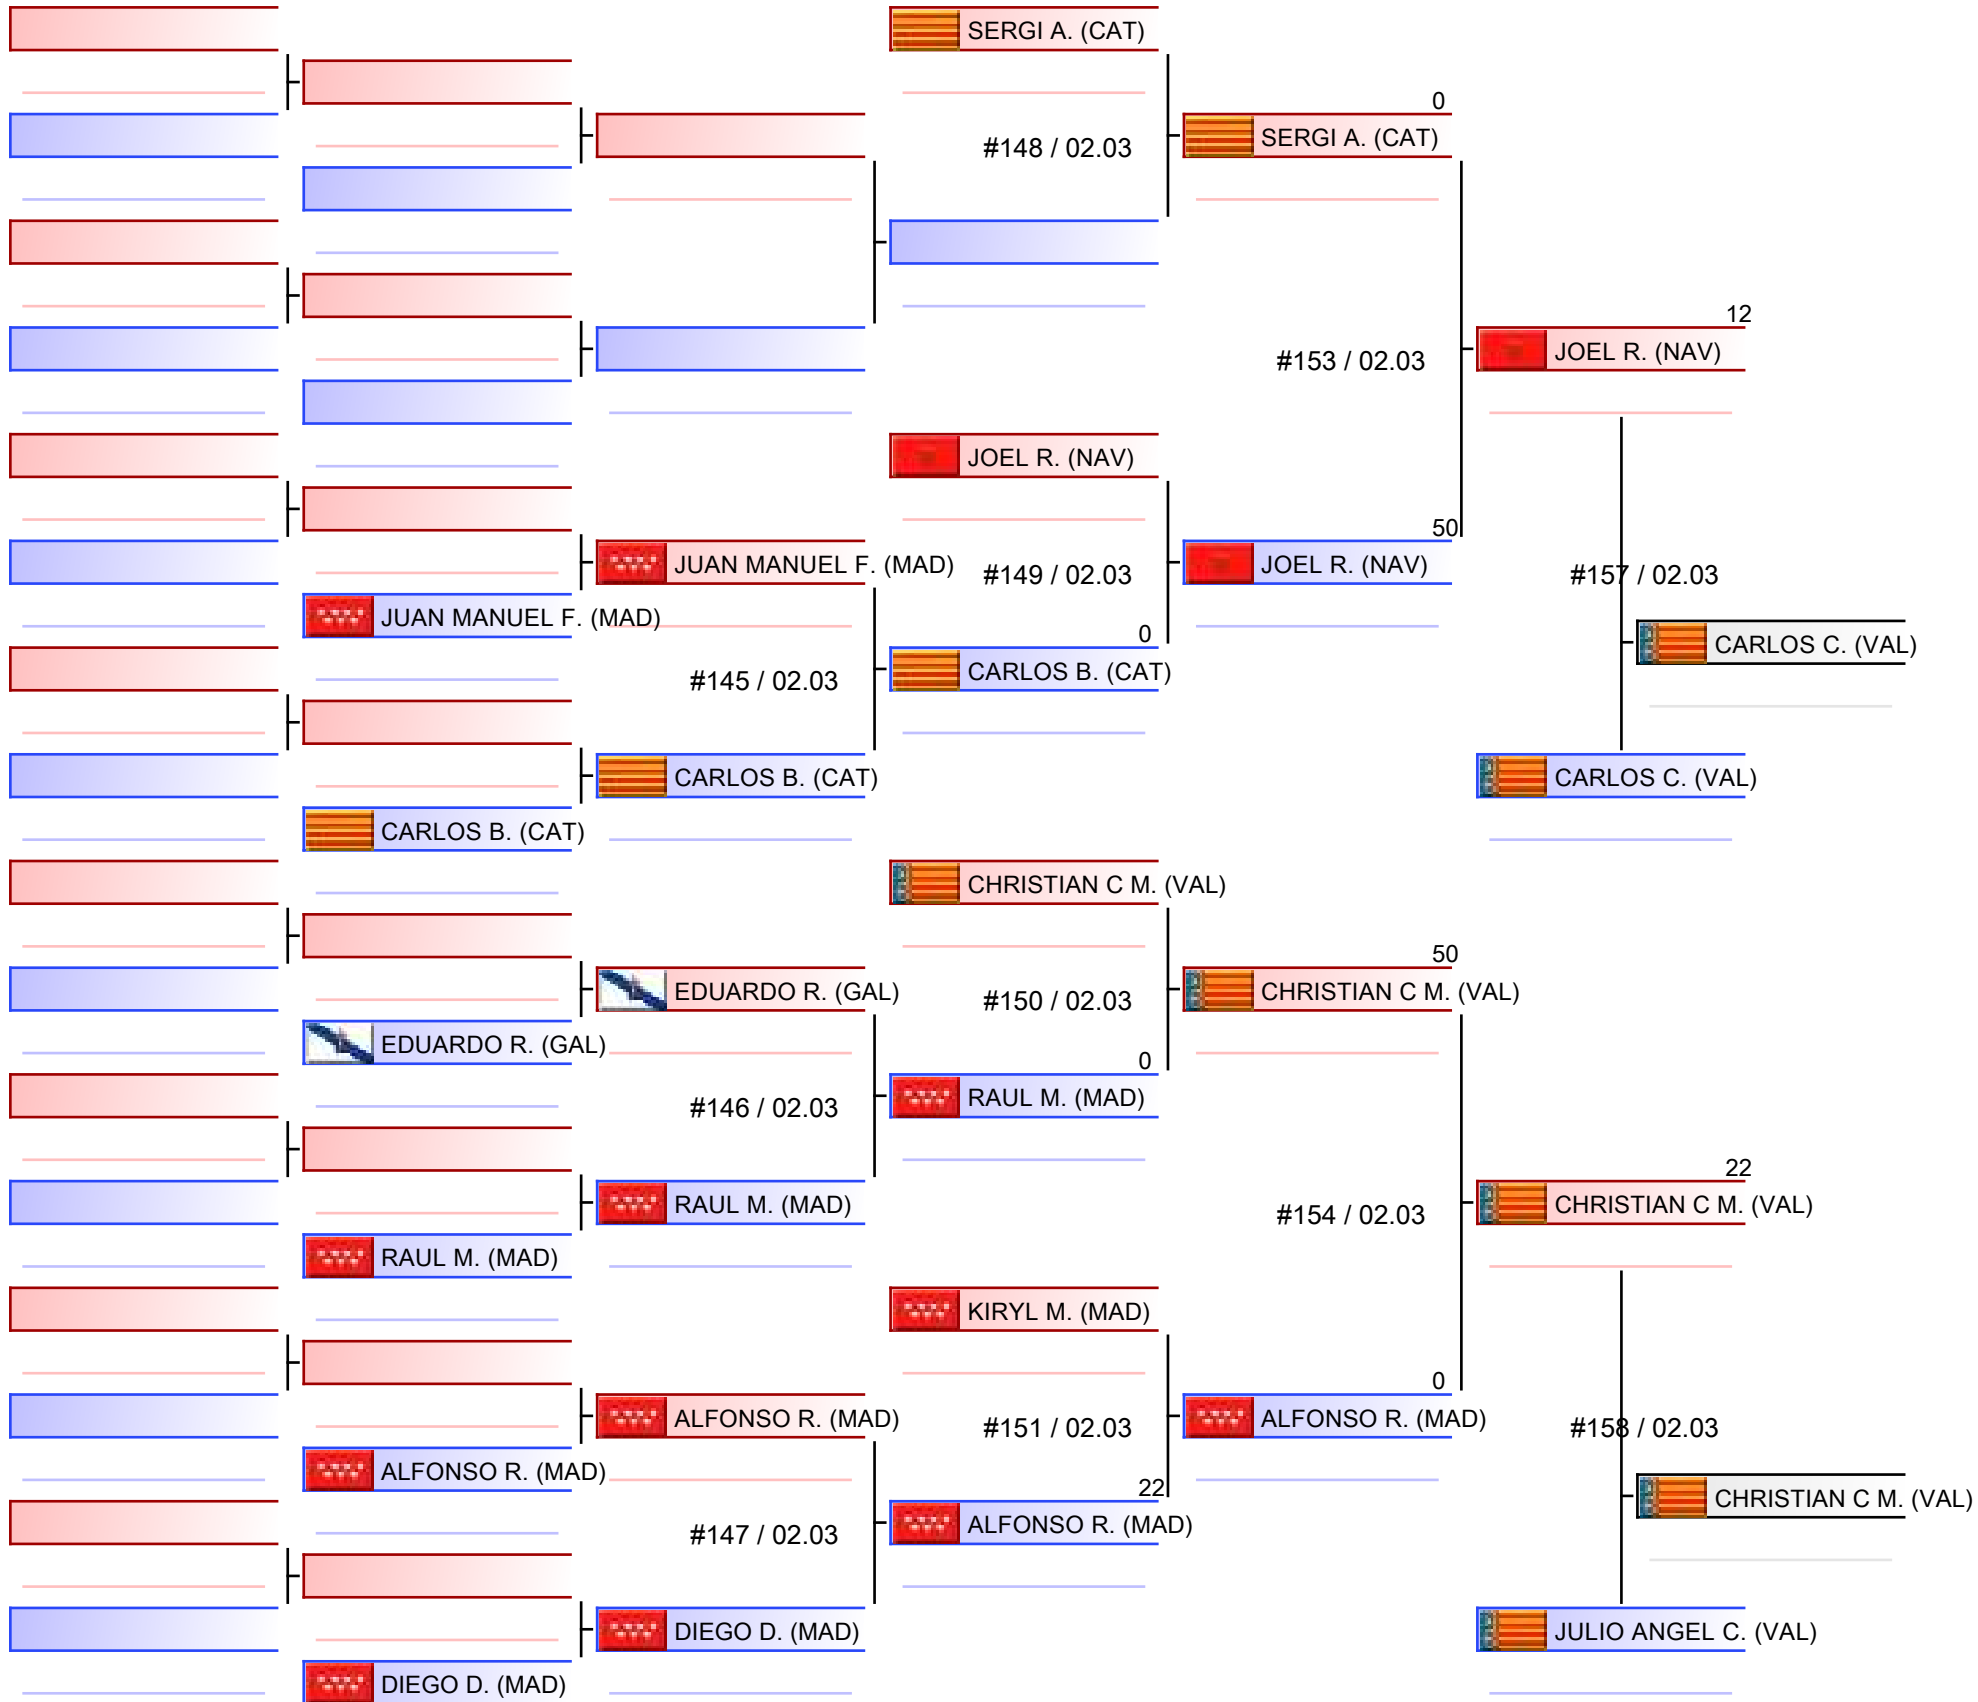 SERGI A. (CAT)
0
#148 / 02.03
SERGI A. (CAT)
12
#153 / 02.03
JOEL R. (NAV)
JOEL R. (NAV)
50
JUAN MANUEL F. (MAD)
#149 / 02.03
JOEL R. (NAV)
#157 / 02.03
JUAN MANUEL F. (MAD)
0
CARLOS C. (VAL)
#145 / 02.03
CARLOS B. (CAT)
CARLOS B. (CAT)
CARLOS C. (VAL)
CARLOS B. (CAT)
CHRISTIAN C M. (VAL)
50
EDUARDO R. (GAL)
#150 / 02.03
CHRISTIAN C M. (VAL)
EDUARDO R. (GAL)
0
#146 / 02.03
RAUL M. (MAD)
22
RAUL M. (MAD)
#154 / 02.03
CHRISTIAN C M. (VAL)
RAUL M. (MAD)
KIRYL M. (MAD)
0
ALFONSO R. (MAD)
#151 / 02.03
ALFONSO R. (MAD)
#158 / 02.03
ALFONSO R. (MAD)
22
CHRISTIAN C M. (VAL)
#147 / 02.03
ALFONSO R. (MAD)
DIEGO D. (MAD)
JULIO ANGEL C. (VAL)
DIEGO D. (MAD)